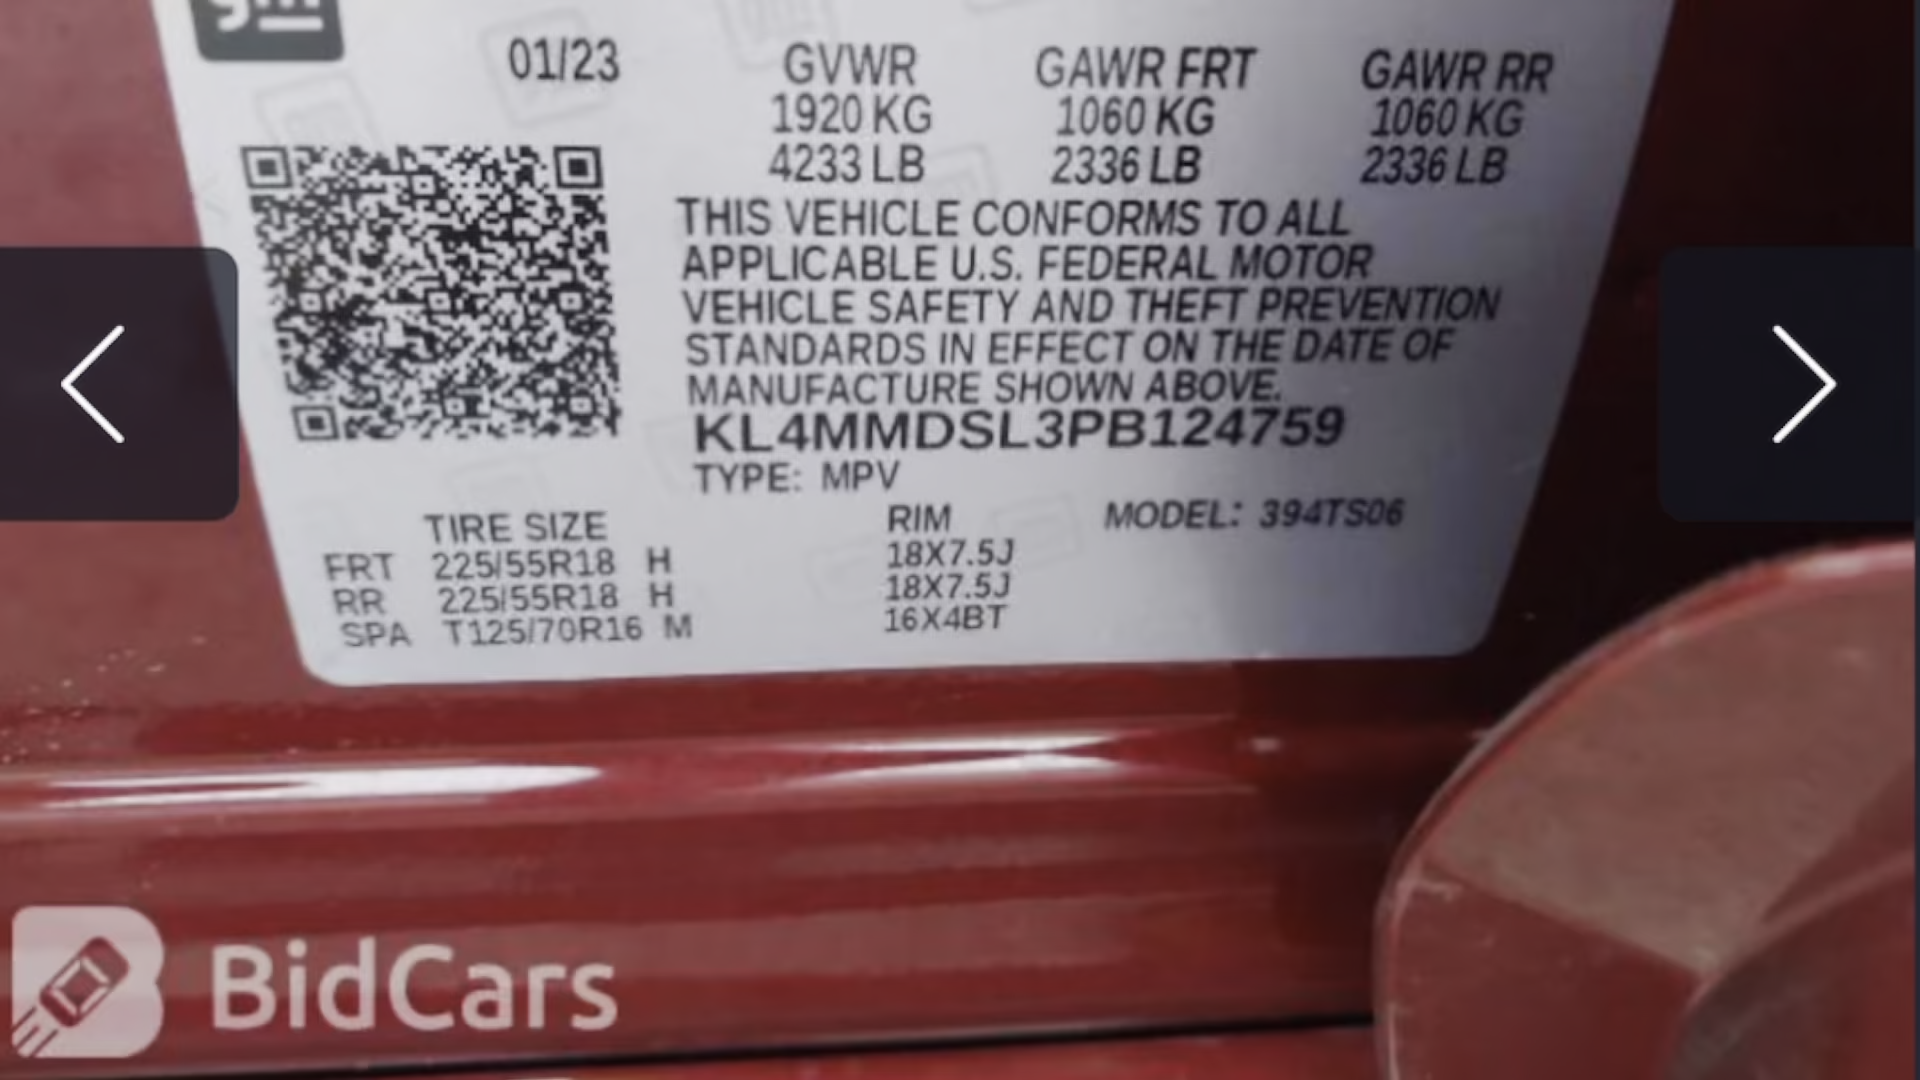 gm
01/23 GVWR GAWR FRT GAWR RR
1920 KG 1060 KG 1060 KG
4233 LB 2336 LB 2336 LB
THIS VEHICLE CONFORMS TO ALL
APPLICABLE U.S. FEDERAL MOTOR
VEHICLE SAFETY AND THEFT PREVENTION
STANDARDS IN EFFECT ON THE DATE OF
MANUFACTURE SHOWN ABOVE.
KL4MMDSL3PB124759
TYPE: MPV
TIRE SIZE RIM MODEL: 394TS06
FRT 225/55R18 H 18X7.5J
RR 225/55R18 H 18X7.5J
SPA T125/70R16 M 16X4BT
BidCars